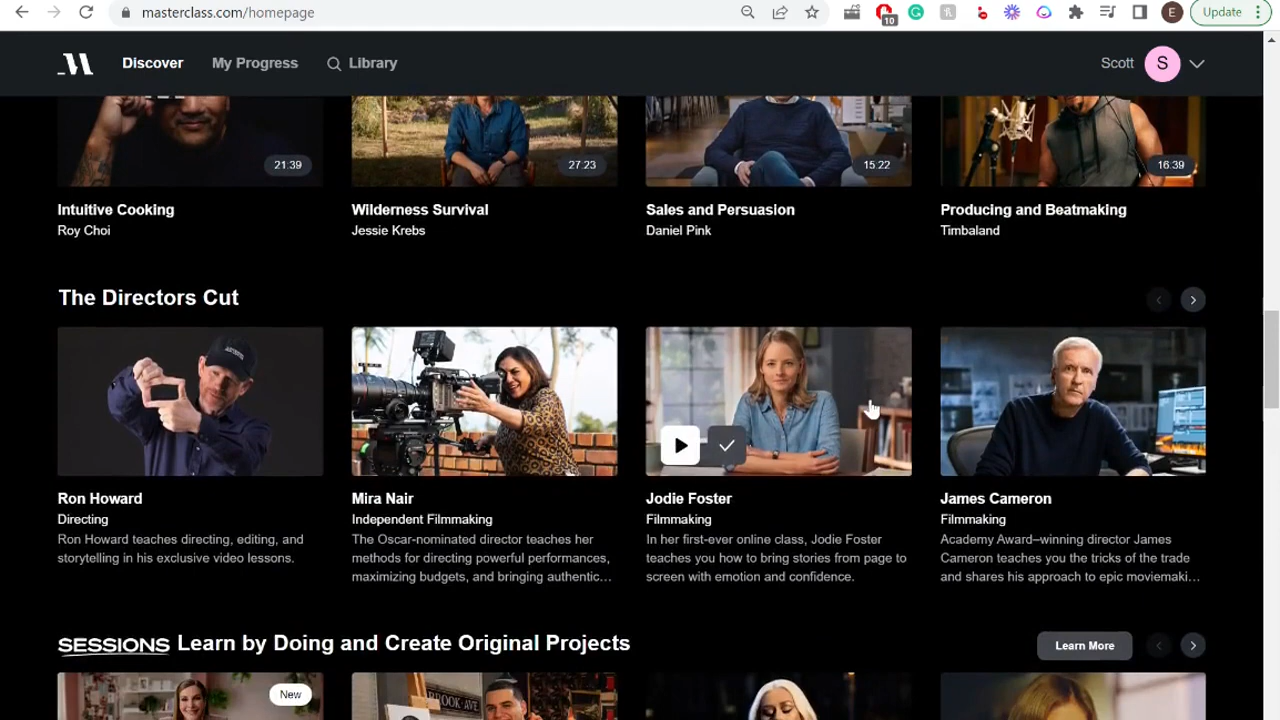 masterclass.com/homepage
10
E
Update
Discover
My Progress
Library
Scott
S
21:39
27:23
15:22
16:39
Intuitive Cooking
Roy Choi
Wilderness Survival
Jessie Krebs
Sales and Persuasion
Daniel Pink
Producing and Beatmaking
Timbaland
The Directors Cut
Ron Howard
Directing
Ron Howard teaches directing, editing, and
storytelling in his exclusive video lessons.
Mira Nair
Independent Filmmaking
The Oscar-nominated director teaches her
methods for directing powerful performances,
maximizing budgets, and bringing authentic...
Jodie Foster
Filmmaking
In her first-ever online class, Jodie Foster
teaches you how to bring stories from page to
screen with emotion and confidence.
James Cameron
Filmmaking
Academy Award–winning director James
Cameron teaches you the tricks of the trade
and shares his approach to epic moviemaki...
SESSIONS Learn by Doing and Create Original Projects
Learn More
New
BROOK AVE